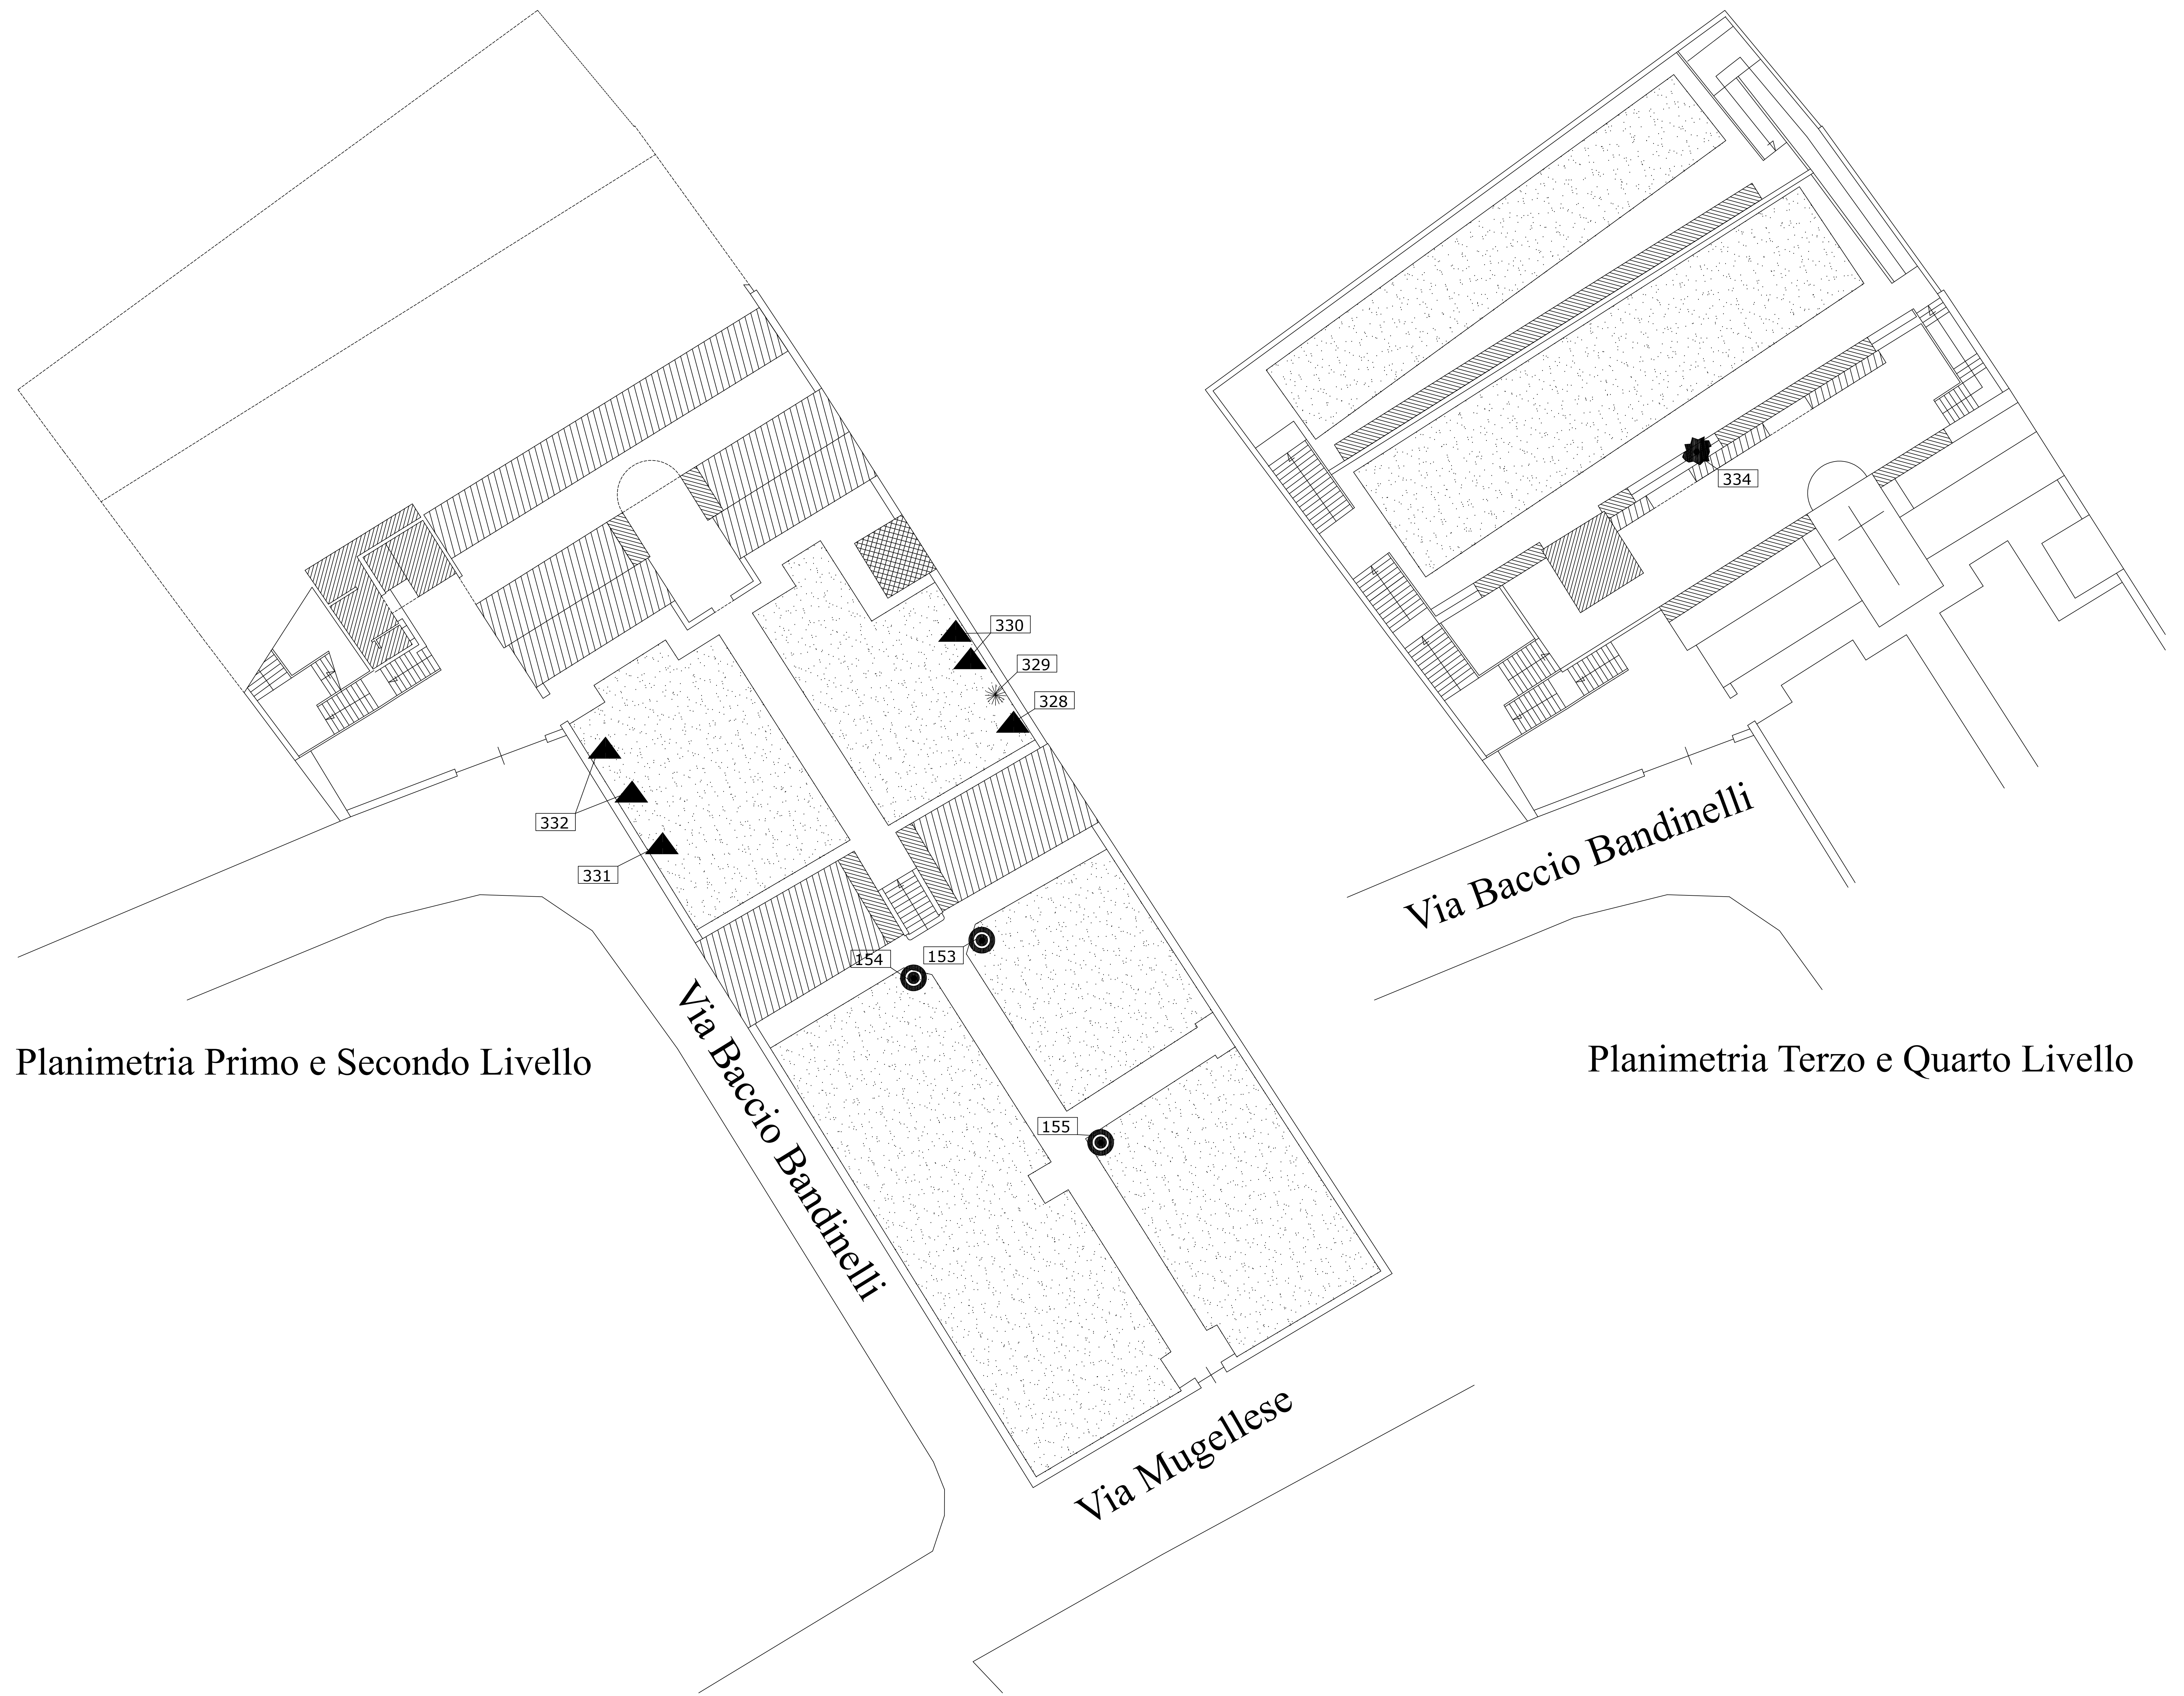 334
330
329
328
332
331
Via Baccio Bandinelli
154
153
Via Baccio Bandinelli
Planimetria Primo e Secondo Livello
Planimetria Terzo e Quarto Livello
155
Via Mugellese